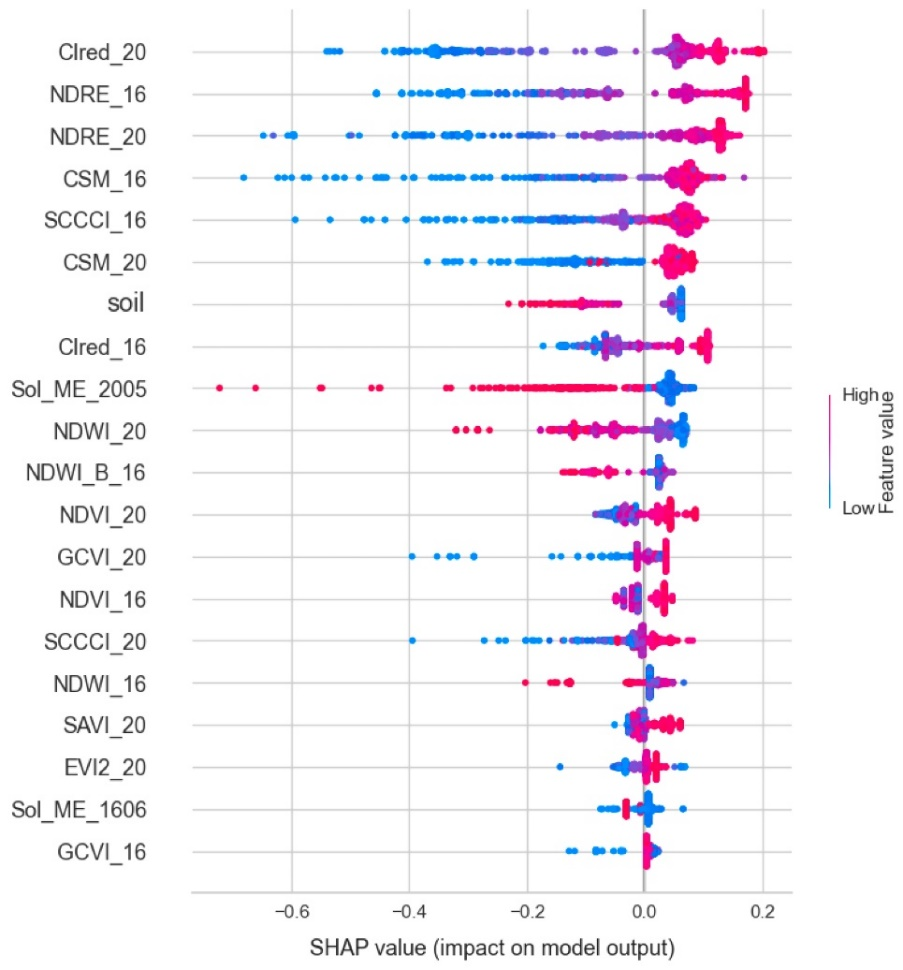 CIred_20
NDRE_16
NDRE_20
CSM_16
SCCCI_16
CSM_20
soil
CIred_16
Sol_ME_2005
NDWI_20
NDWI_B_16
NDVI_20
GCVI_20
NDVI_16
SCCCI_20
NDWI_16
SAVI_20
EVI2_20
Sol_ME_1606
GCVI_16
High
Low
Feature value
−0.6 −0.4 −0.2 0.0 0.2
SHAP value (impact on model output)